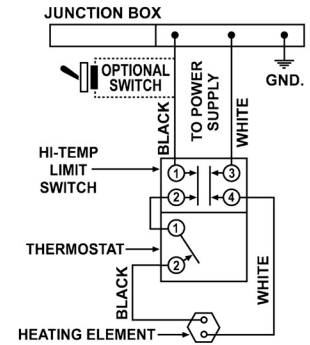 JUNCTION BOX
OPTIONAL
SWITCH
GND.
BLACK
TO POWER
SUPPLY
WHITE
HI-TEMP
LIMIT
SWITCH
1
3
2
4
THERMOSTAT
1
2
BLACK
WHITE
HEATING ELEMENT